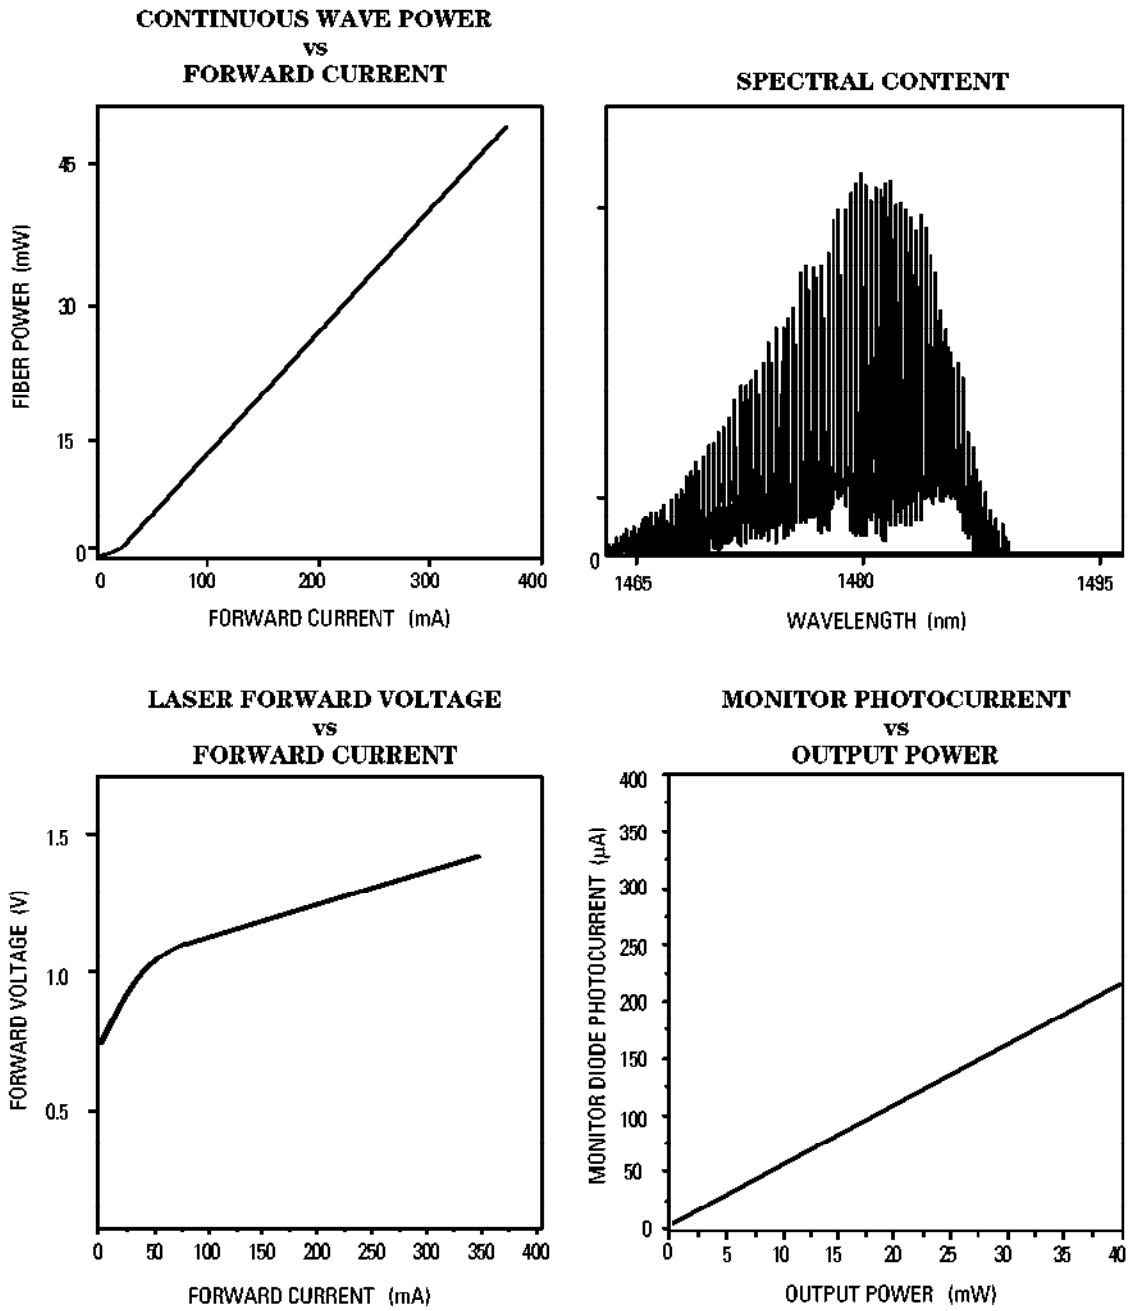 CONTINUOUS WAVE POWER
vs
FORWARD CURRENT
45
30
15
0
FIBER POWER (mW)
0 100 200 300 400
FORWARD CURRENT (mA)
SPECTRAL CONTENT
0
1465 1480 1495
WAVELENGTH (nm)
LASER FORWARD VOLTAGE
vs
FORWARD CURRENT
1.5
1.0
0.5
FORWARD VOLTAGE (V)
0 50 100 150 200 250 300 350 400
FORWARD CURRENT (mA)
MONITOR PHOTOCURRENT
vs
OUTPUT POWER
400
350
300
250
200
150
100
50
0
MONITOR DIODE PHOTOCURRENT (µA)
0 5 10 15 20 25 30 35 40
OUTPUT POWER (mW)